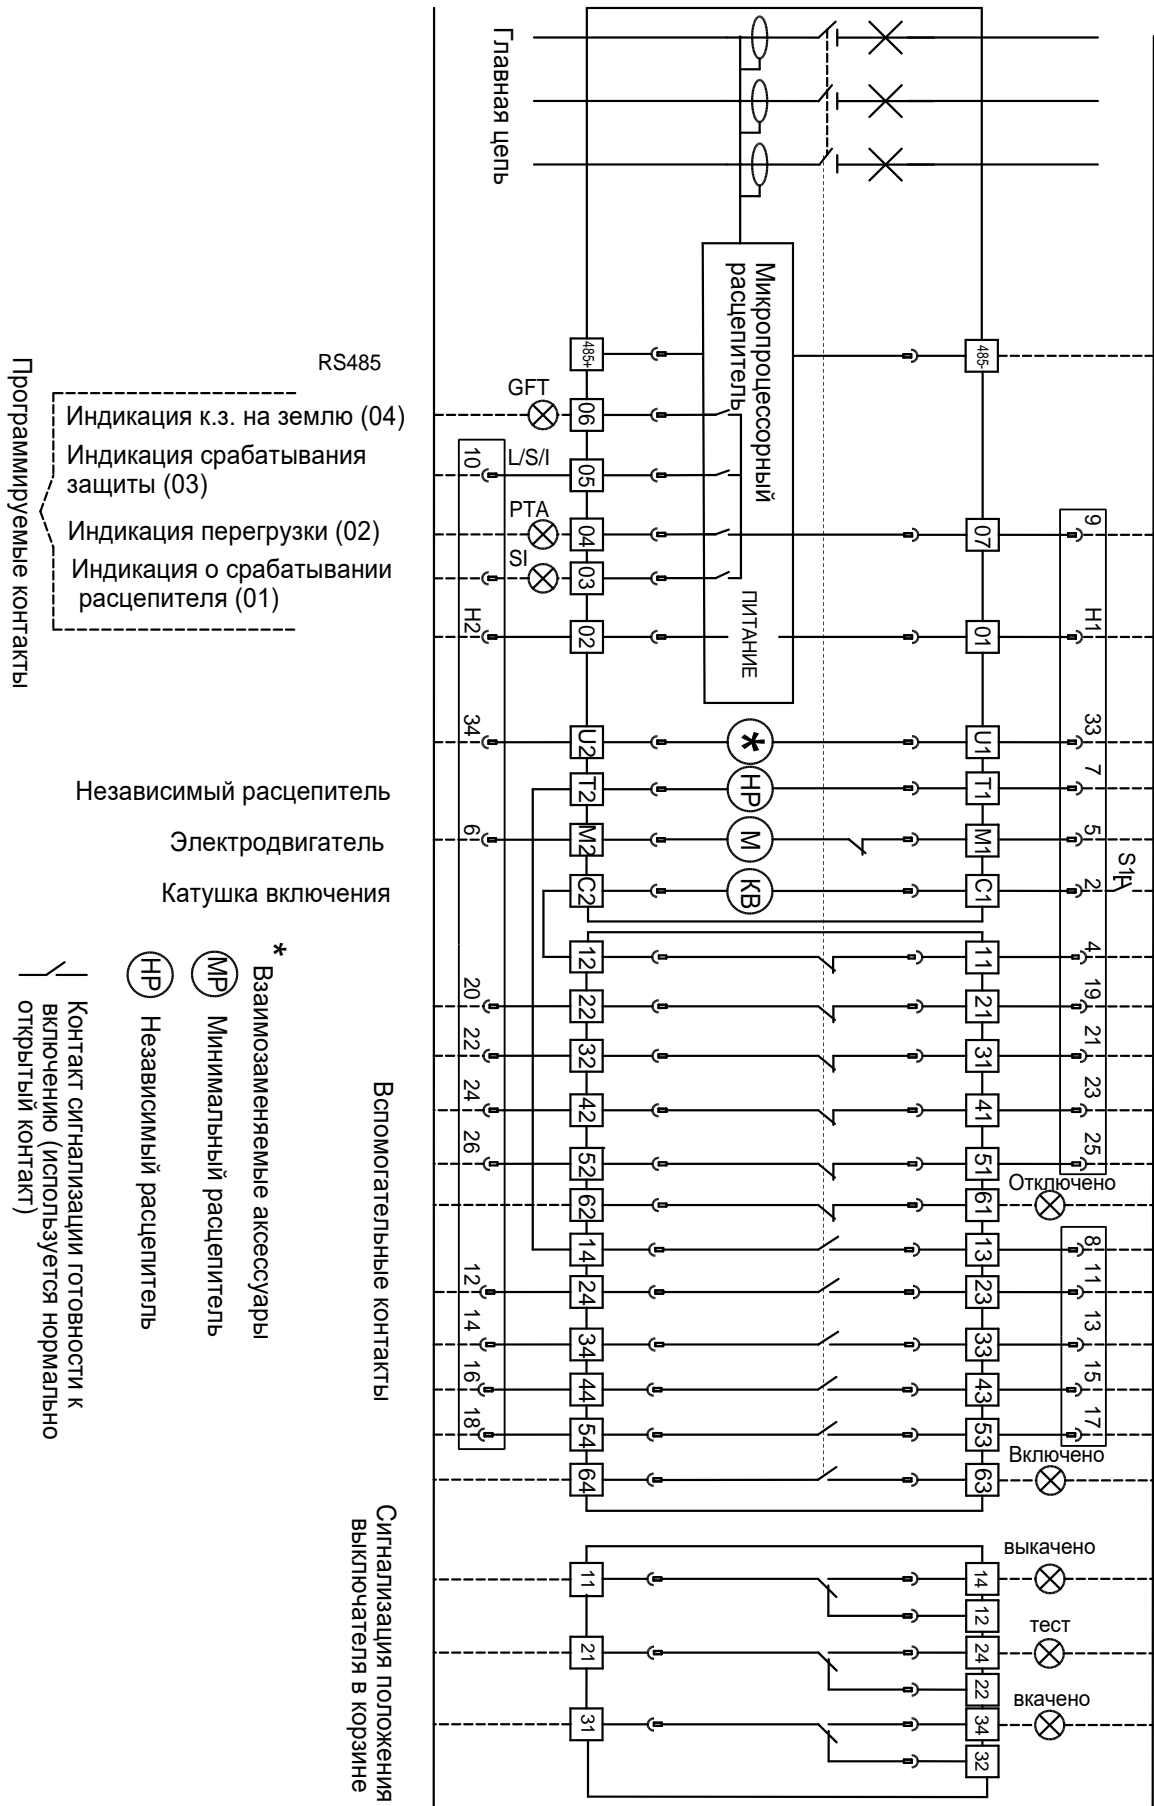 Главная цепь
Микропроцессорный
расцепитель
ПИТАНИЕ
485+
485-
RS485
GFT
06
Индикация к.з. на землю (04)
10
L/S/I
05
Индикация срабатывания
защиты (03)
PTA
04
07
9
Индикация перегрузки (02)
SI
03
Индикация о срабатывании
расцепителя (01)
Программируемые контакты
H2
02
01
H1
34
U2
*
U1
33
Независимый расцепитель
T2
НР
T1
7
Электродвигатель
6
M2
М
M1
5
Катушка включения
C2
КВ
C1
2
S1
12
11
4
20
22
21
19
22
32
31
21
24
42
41
23
26
52
51
25
62
61
Отключено
14
13
8
12
24
23
11
14
34
33
13
16
44
43
15
18
54
53
17
64
63
Включено
Вспомогательные контакты
* Взаимозаменяемые аксессуары
МР Минимальный расцепитель
НР Независимый расцепитель
Контакт сигнализации готовности к
включению (используется нормально
открытый контакт)
Сигнализация положения
выключателя в корзине
11
14
выкачено
12
21
24
тест
22
31
34
вкачено
32